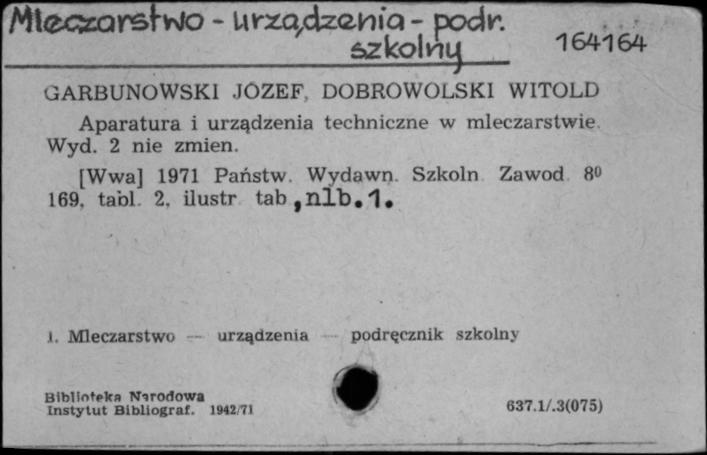 Mleczarstwo - urządzenia - podr.
szkolny
164164
GARBUNOWSKI JÓZEF, DOBROWOLSKI WITOLD
Aparatura i urządzenia techniczne w mleczarstwie.
Wyd. 2 nie zmien.
[Wwa] 1971 Państw. Wydawn. Szkoln. Zawod. 8⁰
169, tabl. 2, ilustr. tab., nlb. 1.
1. Mleczarstwo — urządzenia — podręcznik szkolny
Biblioteka Narodowa
Instytut Bibliograf. 1942/71
637.1/.3(075)